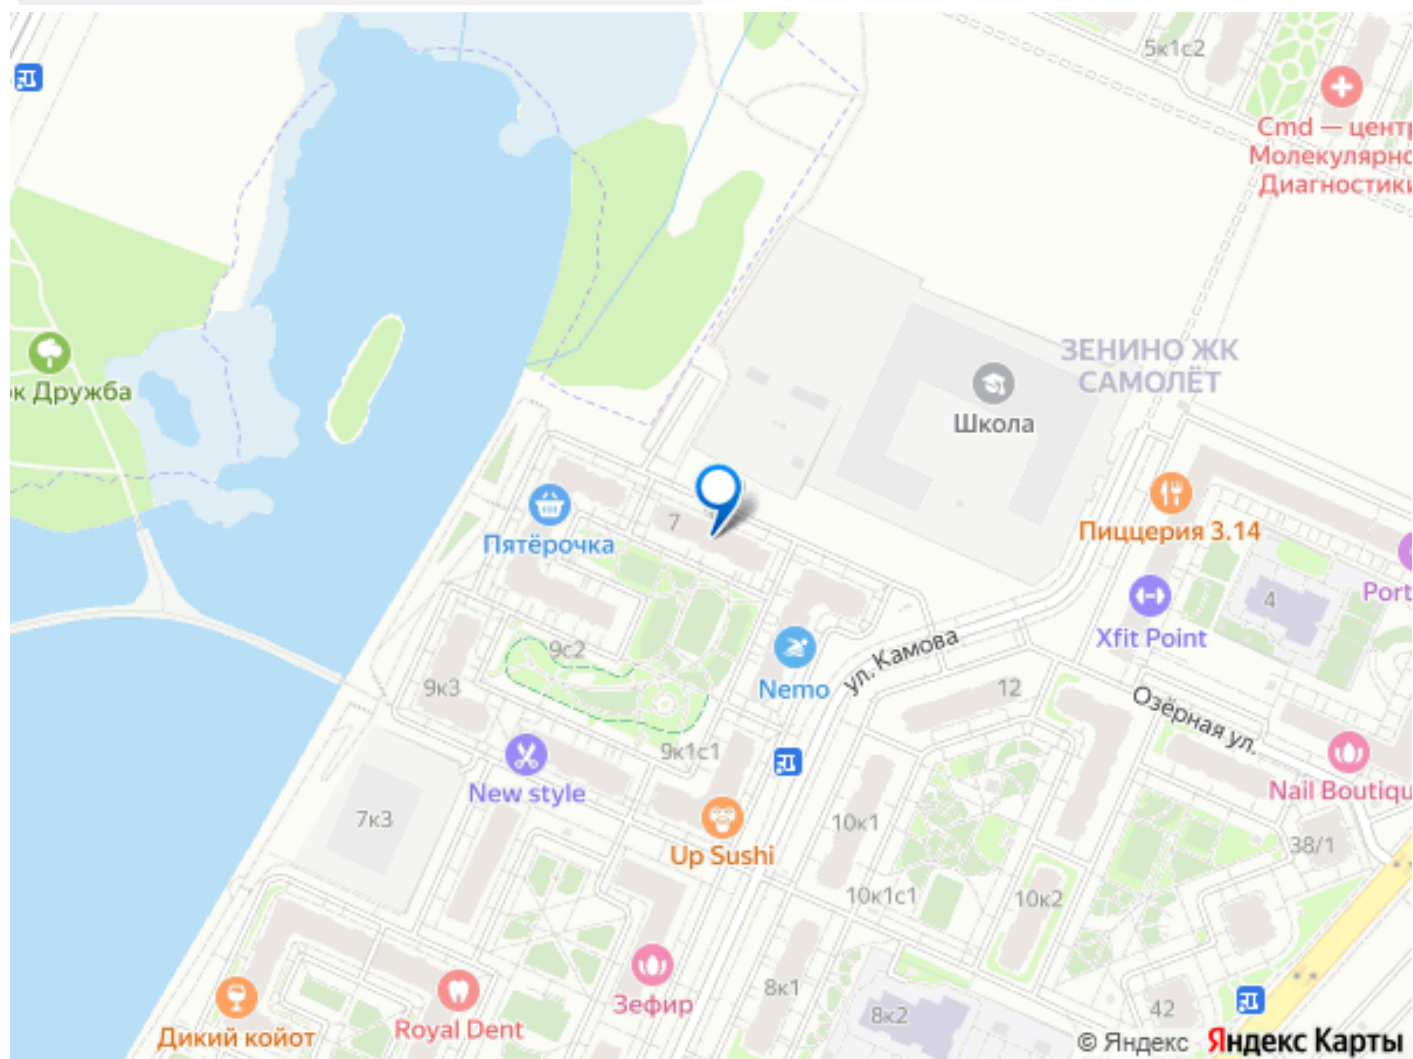 5к1с2
Cmd — центр
Молекулярно
Диагностики
ЗЕНИНО ЖК
САМОЛЁТ
к Дружба
Школа
7
Пятёрочка
Пиццерия 3.14
4
Port
Xfit Point
9с2
ул. Камова
9к3
Nemo
12
Озёрная ул.
9к1с1
New style
Nail Boutiqu
7к3
10к1
38/1
Up Sushi
10к1с1
10к2
8к1
Зефир
42
8к2
Дикий койот
Royal Dent
© Яндекс Яндекс Карты